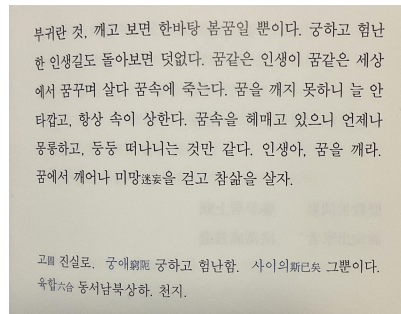 부귀란 것, 깨고 보면 한바탕 봄꿈일 뿐이다. 궁하고 험난
한 인생길도 돌아보면 덧없다. 꿈같은 인생이 꿈같은 세상
에서 꿈꾸며 살다 꿈속에 죽는다. 꿈을 깨지 못하니 늘 안
타깝고, 항상 속이 상한다. 꿈속을 헤매고 있으니 언제나
몽롱하고, 둥둥 떠나니는 것만 같다. 인생아, 꿈을 깨라.
꿈에서 깨어나 미망迷妄을 걷고 참삶을 살자.
고固 진실로. 궁애窮阨 궁하고 험난함. 사이의斯已矣 그뿐이다.
육합六合 동서남북상하. 천지.